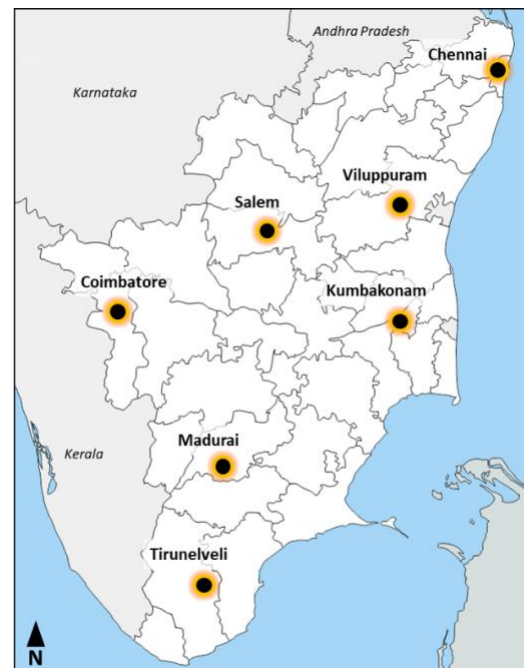 Andhra Pradesh
Chennai
Karnataka
Viluppuram
Salem
Coimbatore
Kumbakonam
Madurai
Kerala
Tirunelveli
N